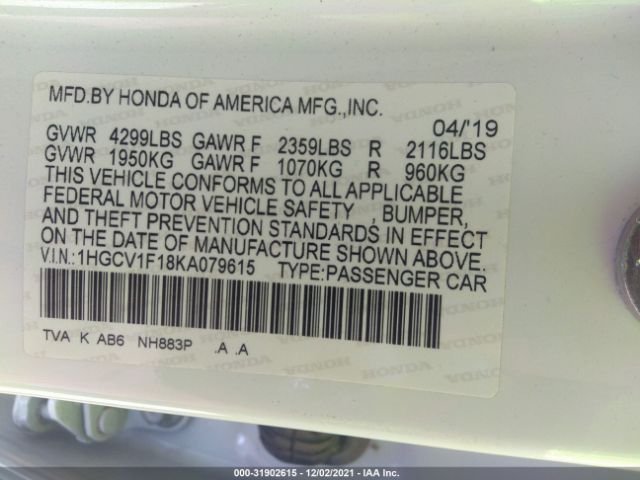 MFD.BY HONDA OF AMERICA MFG.,INC.
04/'19
GVWR 4299LBS GAWR F 2359LBS R 2116LBS
GVWR 1950KG GAWR F 1070KG R 960KG
THIS VEHICLE CONFORMS TO ALL APPLICABLE
FEDERAL MOTOR VEHICLE SAFETY , BUMPER,
AND THEFT PREVENTION STANDARDS IN EFFECT
ON THE DATE OF MANUFACTURE SHOWN ABOVE.
V.I.N.:1HGCV1F18KA079615 TYPE:PASSENGER CAR
TVA K AB6 NH883P .A .A
000-31902615 - 12/02/2021 - IAA Inc.